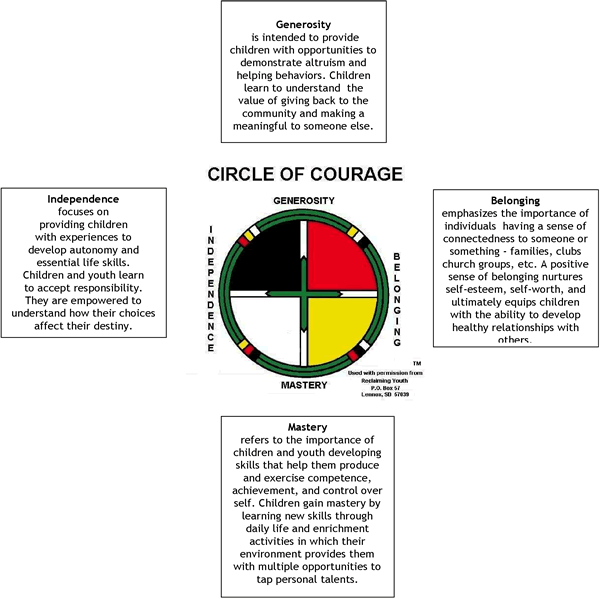 Generosity
is intended to provide
children with opportunities to
demonstrate altruism and
helping behaviors. Children
learn to understand  the
value of giving back to the
community and making a
meaningful to someone else.
CIRCLE OF COURAGE
GENEROSITY
INDEPENDENCE
BELONGING
MASTERY
TM
Used with permission from
Reclaiming Youth
P.O. Box 57
Lennox, SD  57039
Independence
focuses on
providing children
with experiences to
develop autonomy and
essential life skills.
Children and youth learn
to accept responsibility.
They are empowered to
understand how their choices
affect their destiny.
Belonging
emphasizes the importance of
individuals  having a sense of
connectedness to someone or
something - families, clubs
church groups, etc. A positive
sense of belonging nurtures
self-esteem, self-worth, and
ultimately equips children
with the ability to develop
healthy relationships with
others.
Mastery
refers to the importance of
children and youth developing
skills that help them produce
and exercise competence,
achievement, and control over
self. Children gain mastery by
learning new skills through
daily life and enrichment
activities in which their
environment provides them
with multiple opportunities to
tap personal talents.